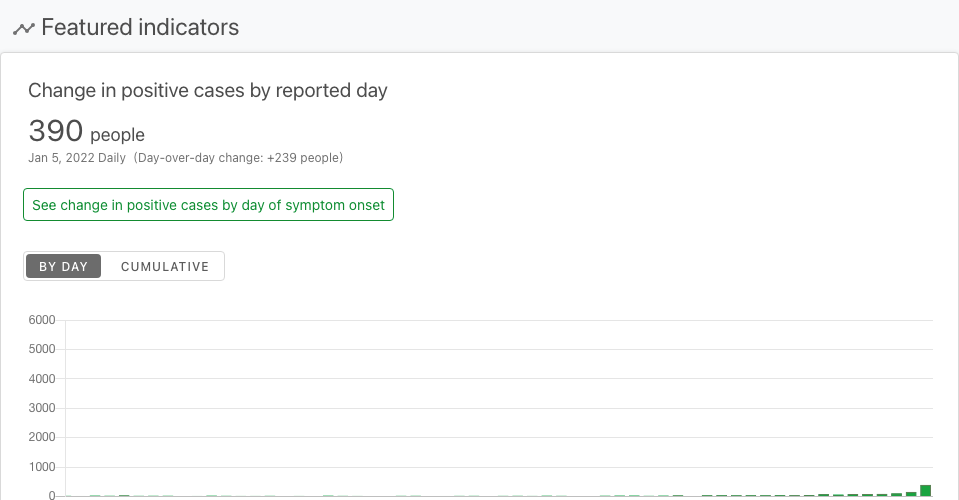 Featured indicators
Change in positive cases by reported day
390 people
Jan 5, 2022 Daily (Day-over-day change: +239 people)
See change in positive cases by day of symptom onset
BY DAY CUMULATIVE
6000
5000
4000
3000
2000
1000
0